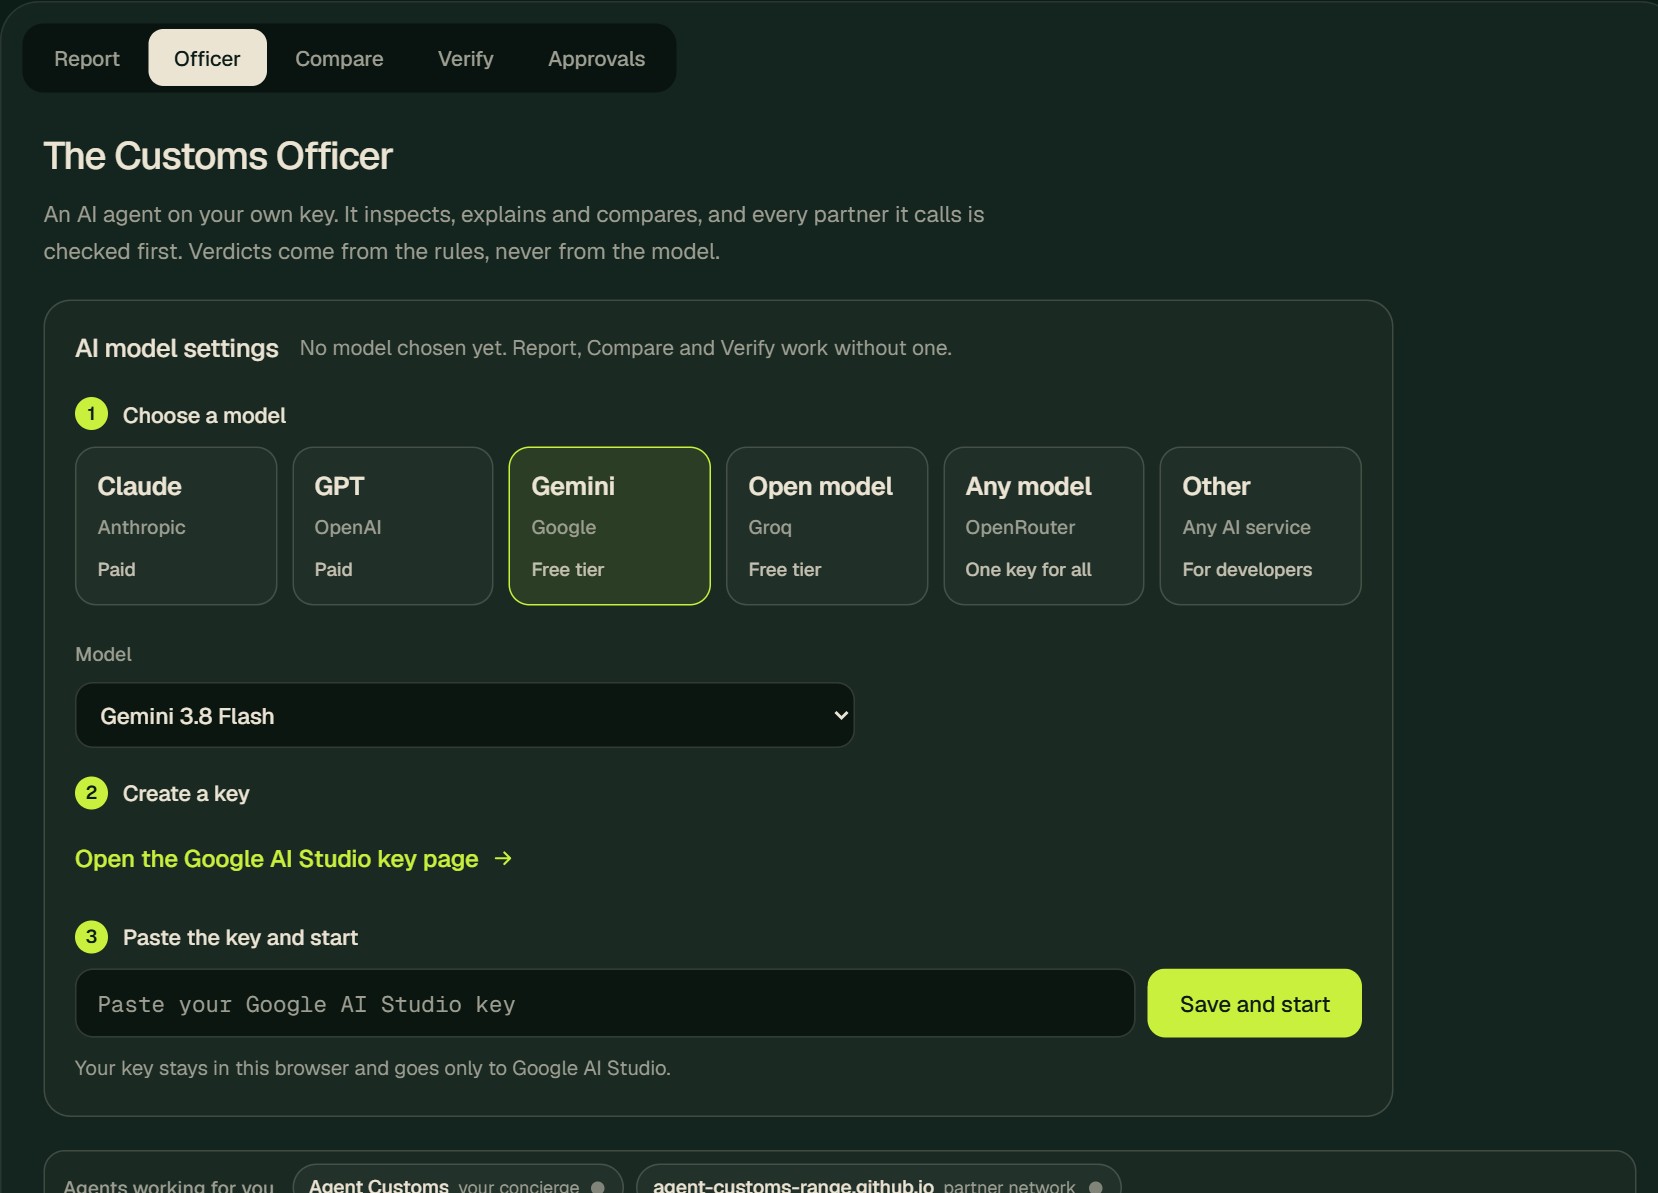 Report Officer Compare Verify Approvals
The Customs Officer
An AI agent on your own key. It inspects, explains and compares, and every partner it calls is
checked first. Verdicts come from the rules, never from the model.
AI model settings No model chosen yet. Report, Compare and Verify work without one.
1 Choose a model
Claude
Anthropic
Paid
GPT
OpenAI
Paid
Gemini
Google
Free tier
Open model
Groq
Free tier
Any model
OpenRouter
One key for all
Other
Any AI service
For developers
Model
Gemini 3.8 Flash
2 Create a key
Open the Google AI Studio key page →
3 Paste the key and start
Paste your Google AI Studio key
Save and start
Your key stays in this browser and goes only to Google AI Studio.
Agents working for you Agent Customs your concierge agent-customs-range.github.io partner network